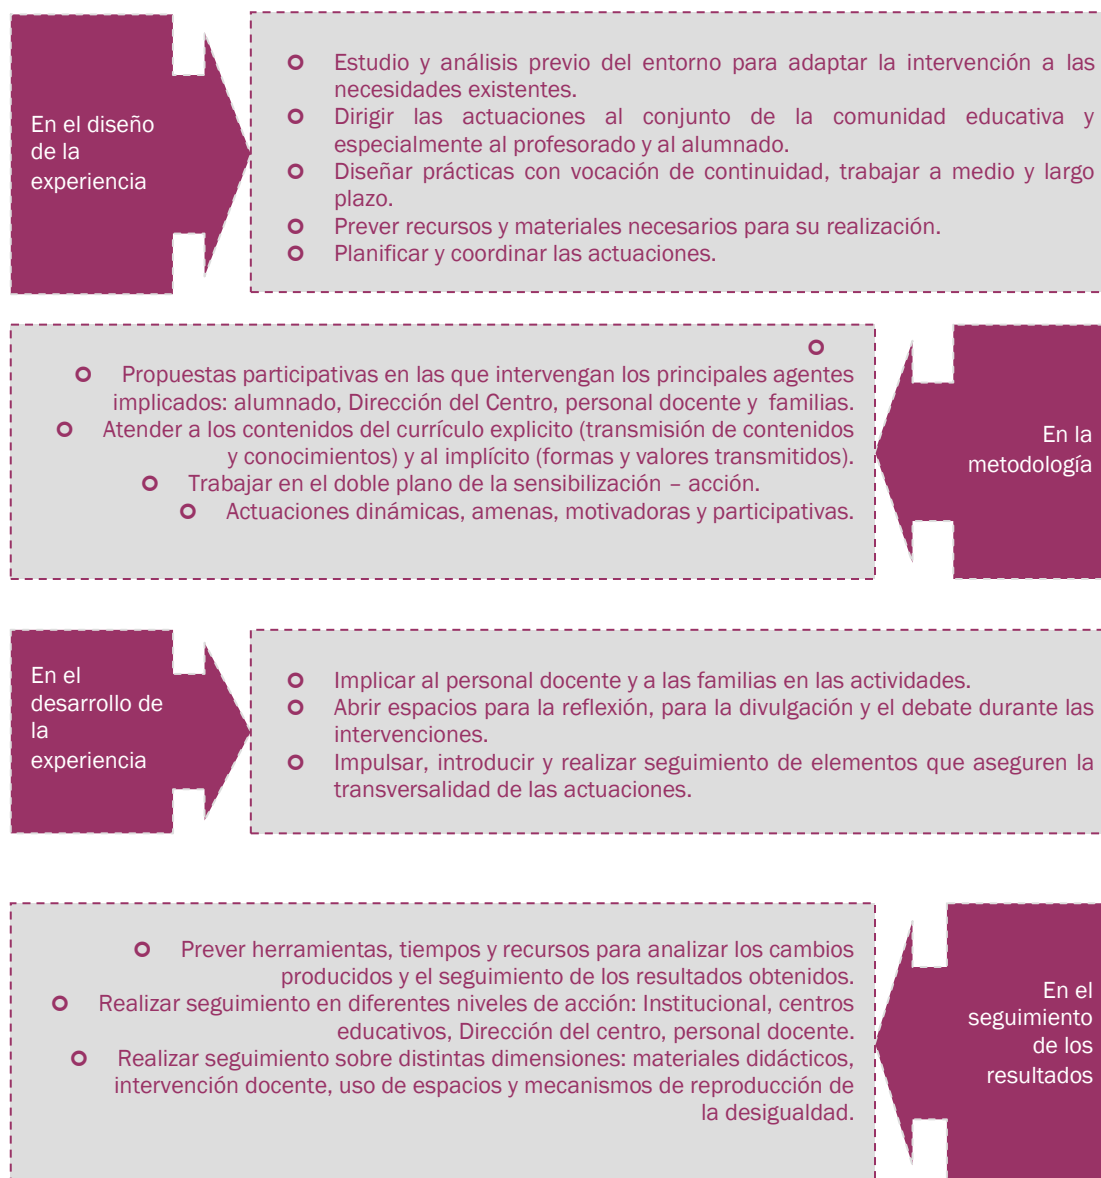 En el diseño
de la
experiencia
Estudio y análisis previo del entorno para adaptar la intervención a las
necesidades existentes.
Dirigir las actuaciones al conjunto de la comunidad educativa y
especialmente al profesorado y al alumnado.
Diseñar prácticas con vocación de continuidad, trabajar a medio y largo
plazo.
Prever recursos y materiales necesarios para su realización.
Planificar y coordinar las actuaciones.
Propuestas participativas en las que intervengan los principales agentes
implicados: alumnado, Dirección del Centro, personal docente y familias.
Atender a los contenidos del currículo explicito (transmisión de contenidos
y conocimientos) y al implícito (formas y valores transmitidos).
Trabajar en el doble plano de la sensibilización – acción.
Actuaciones dinámicas, amenas, motivadoras y participativas.
En la
metodología
En el
desarrollo de
la
experiencia
Implicar al personal docente y a las familias en las actividades.
Abrir espacios para la reflexión, para la divulgación y el debate durante las
intervenciones.
Impulsar, introducir y realizar seguimiento de elementos que aseguren la
transversalidad de las actuaciones.
Prever herramientas, tiempos y recursos para analizar los cambios
producidos y el seguimiento de los resultados obtenidos.
Realizar seguimiento en diferentes niveles de acción: Institucional, centros
educativos, Dirección del centro, personal docente.
Realizar seguimiento sobre distintas dimensiones: materiales didácticos,
intervención docente, uso de espacios y mecanismos de reproducción de
la desigualdad.
En el
seguimiento
de los
resultados